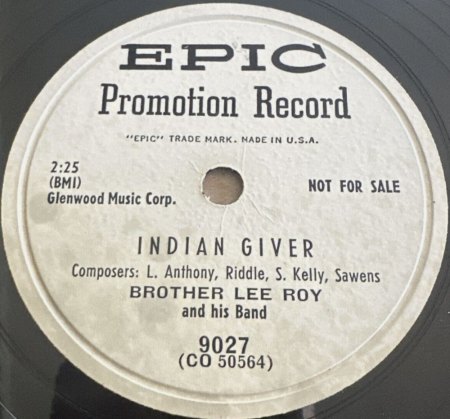 EPIC
Promotion Record
"EPIC" TRADE MARK. MADE IN U.S.A.
2:25
(BMI)
Glenwood Music Corp.
NOT FOR SALE
INDIAN GIVER
Composers: L. Anthony, Riddle, S. Kelly, Sawens
BROTHER LEE ROY
and his Band
9027
(CO 50564)